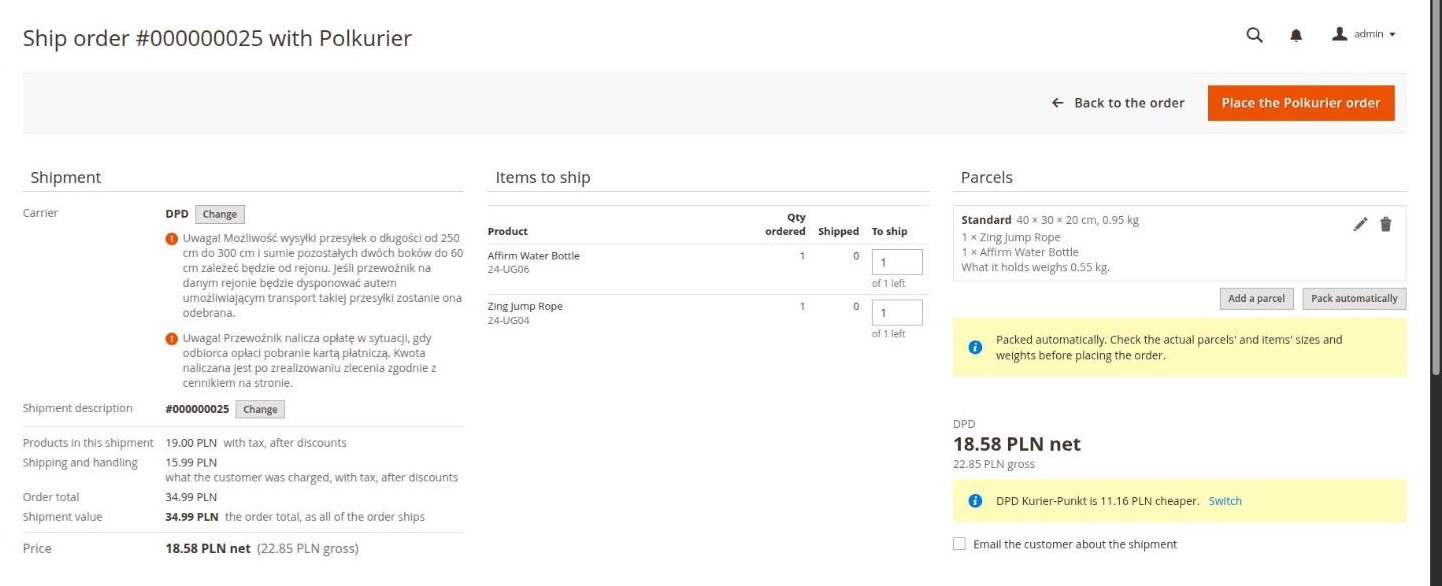 Ship order #000000025 with Polkurier
admin
Back to the order
Place the Polkurier order
Shipment
Carrier
DPD
Change
Uwaga! Możliwość wysyłki przesyłek o długości od 250
cm do 300 cm i sumie pozostałych dwóch boków do 60
cm zależeć będzie od rejonu. Jeśli przewoźnik na
danym rejonie będzie dysponować autem
umożliwiającym transport takiej przesyłki zostanie ona
odebrana.
Uwaga! Przewoźnik nalicza opłatę w sytuacji, gdy
odbiorca opłaci pobranie kartą płatniczą. Kwota
naliczana jest po zrealizowaniu zlecenia zgodnie z
cennikiem na stronie.
Shipment description
#000000025
Change
Products in this shipment 19.00 PLN with tax, after discounts
Shipping and handling 15.99 PLN
what the customer was charged, with tax, after discounts
Order total 34.99 PLN
Shipment value 34.99 PLN the order total, as all of the order ships
Price 18.58 PLN net (22.85 PLN gross)
Items to ship
Qty
Product ordered Shipped To ship
Affirm Water Bottle 1 0 1
24-UG06
of 1 left
Zing Jump Rope 1 0 1
24-UG04
of 1 left
Parcels
Standard 40 × 30 × 20 cm, 0.95 kg
1 × Zing Jump Rope
1 × Affirm Water Bottle
What it holds weighs 0.55 kg.
Add a parcel
Pack automatically
Packed automatically. Check the actual parcels' and items' sizes and
weights before placing the order.
DPD
18.58 PLN net
22.85 PLN gross
DPD Kurier-Punkt is 11.16 PLN cheaper. Switch
Email the customer about the shipment